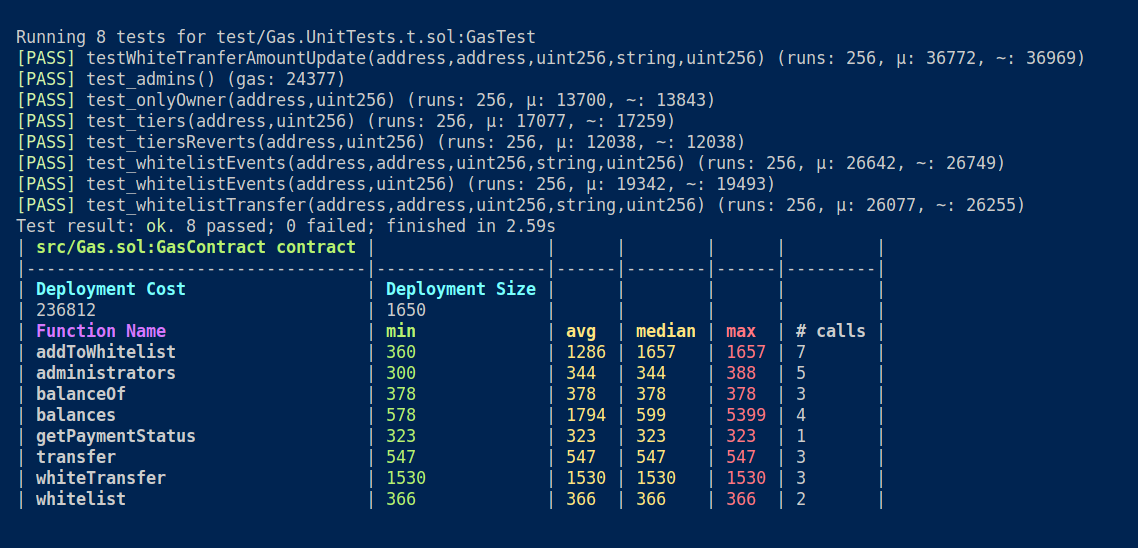 Running 8 tests for test/Gas.UnitTests.t.sol:GasTest
[PASS] testWhiteTranferAmountUpdate(address,address,uint256,string,uint256) (runs: 256, μ: 36772, ~: 36969)
[PASS] test_admins() (gas: 24377)
[PASS] test_onlyOwner(address,uint256) (runs: 256, μ: 13700, ~: 13843)
[PASS] test_tiers(address,uint256) (runs: 256, μ: 17077, ~: 17259)
[PASS] test_tiersReverts(address,uint256) (runs: 256, μ: 12038, ~: 12038)
[PASS] test_whitelistEvents(address,address,uint256,string,uint256) (runs: 256, μ: 26642, ~: 26749)
[PASS] test_whitelistEvents(address,uint256) (runs: 256, μ: 19342, ~: 19493)
[PASS] test_whitelistTransfer(address,address,uint256,string,uint256) (runs: 256, μ: 26077, ~: 26255)
Test result: ok. 8 passed; 0 failed; finished in 2.59s
| src/Gas.sol:GasContract contract |                 |      |        |      |         |
|----------------------------------|-----------------|------|--------|------|---------|
| Deployment Cost                  | Deployment Size |      |        |      |         |
| 236812                           | 1650            |      |        |      |         |
| Function Name                    | min             | avg  | median | max  | # calls |
| addToWhitelist                   | 360             | 1286 | 1657   | 1657 | 7       |
| administrators                   | 300             | 344  | 344    | 388  | 5       |
| balanceOf                        | 378             | 378  | 378    | 378  | 3       |
| balances                         | 578             | 1794 | 599    | 5399 | 4       |
| getPaymentStatus                 | 323             | 323  | 323    | 323  | 1       |
| transfer                         | 547             | 547  | 547    | 547  | 3       |
| whiteTransfer                    | 1530            | 1530 | 1530   | 1530 | 3       |
| whitelist                        | 366             | 366  | 366    | 366  | 2       |